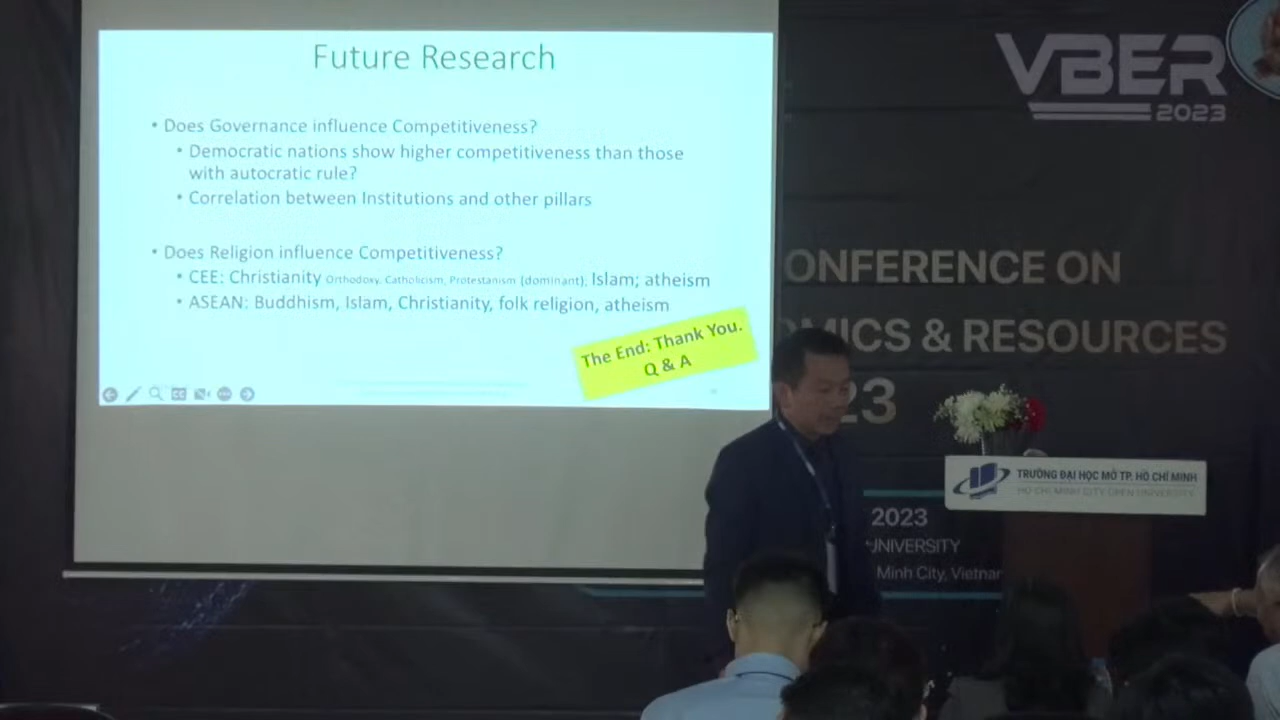 Future Research
• Does Governance influence Competitiveness?
• Democratic nations show higher competitiveness than those
with autocratic rule?
• Correlation between Institutions and other pillars
• Does Religion influence Competitiveness?
• CEE: Christianity Orthodoxy, Catholicism, Protestanism (dominant), Islam; atheism
• ASEAN: Buddhism, Islam, Christianity, folk religion, atheism
The End: Thank You.
Q & A
VBER
2023
ONFERENCE ON
MICS & RESOURCES
23
TRƯỜNG ĐẠI HỌC MỞ TP. HỒ CHÍ MINH
HO CHI MINH CITY OPEN UNIVERSITY
2023
UNIVERSITY
Minh City, Vietnam